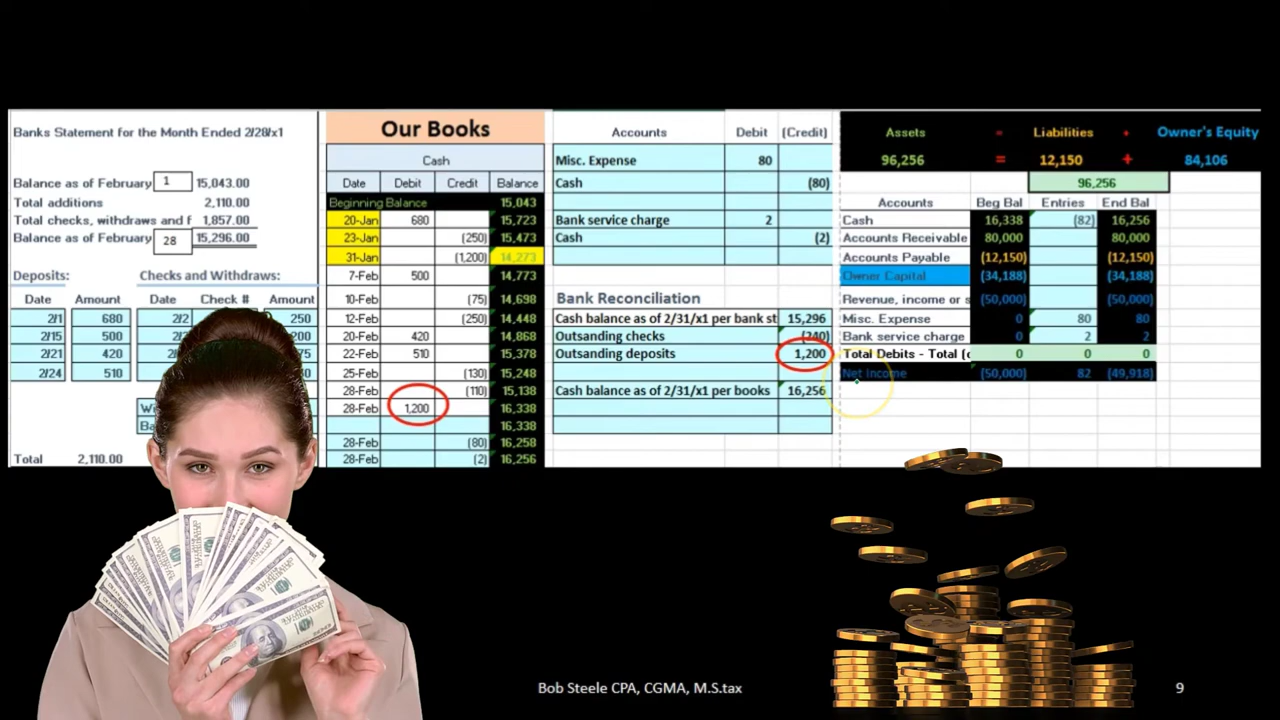 Banks Statement for the Month Ended 2/28/x1
Balance as of February 1 15,043.00
Total additions 2,110.00
Total checks, withdraws and f 1,857.00
Balance as of February 28 15,296.00
Deposits: Checks and Withdraws:
Date Amount Date Check # Amount
2/1 680 2/2 250
2/15 500 200
2/21 420 75
2/24 510
Total 2,110.00
Our Books
Cash
Date Debit Credit Balance
Beginning Balance 15,043
20-Jan 680 15,723
23-Jan (250) 15,473
31-Jan (1,200) 14,273
7-Feb 500 14,773
10-Feb (75) 14,698
12-Feb (250) 14,448
15-Feb 420 14,868
22-Feb 510 15,378
25-Feb (130) 15,248
28-Feb (110) 15,138
28-Feb 1,200 16,338
16,338
28-Feb (80) 16,258
28-Feb (2) 16,256
Accounts Debit (Credit)
Misc. Expense 80
Cash (80)
Bank service charge 2
Cash (2)
Bank Reconciliation
Cash balance as of 2/31/x1 per bank st 15,296
Outsanding checks (240)
Outsanding deposits 1,200
Cash balance as of 2/31/x1 per books 16,256
Assets = Liabilities + Owner's Equity
96,256 = 12,150 + 84,106
96,256
Accounts Beg Bal Entries End Bal
Cash 16,338 (82) 16,256
Accounts Receivable 80,000 80,000
Accounts Payable (12,150) (12,150)
Owner Capital (34,188) (34,188)
Revenue, income or s (50,000) (50,000)
Misc. Expense 0 80 80
Bank service charge 0 2 2
Total Debits - Total (c 0 0 0
Net Income (50,000) 82 (49,918)
Bob Steele CPA, CGMA, M.S.tax
9